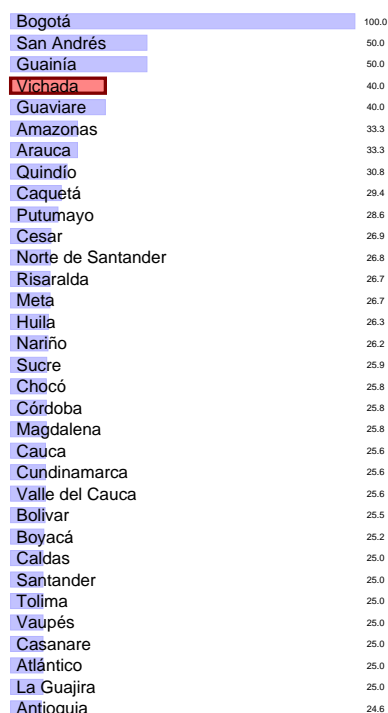 Bogotá 100.0
San Andrés 50.0
Guainía 50.0
Vichada 40.0
Guaviare 40.0
Amazonas 33.3
Arauca 33.3
Quindío 30.8
Caquetá 29.4
Putumayo 28.6
Cesar 26.9
Norte de Santander 26.8
Risaralda 26.7
Meta 26.7
Huila 26.3
Nariño 26.2
Sucre 25.9
Chocó 25.8
Córdoba 25.8
Magdalena 25.8
Cauca 25.6
Cundinamarca 25.6
Valle del Cauca 25.6
Bolívar 25.5
Boyacá 25.2
Caldas 25.0
Santander 25.0
Tolima 25.0
Vaupés 25.0
Casanare 25.0
Atlántico 25.0
La Guajira 25.0
Antioquia 24.6